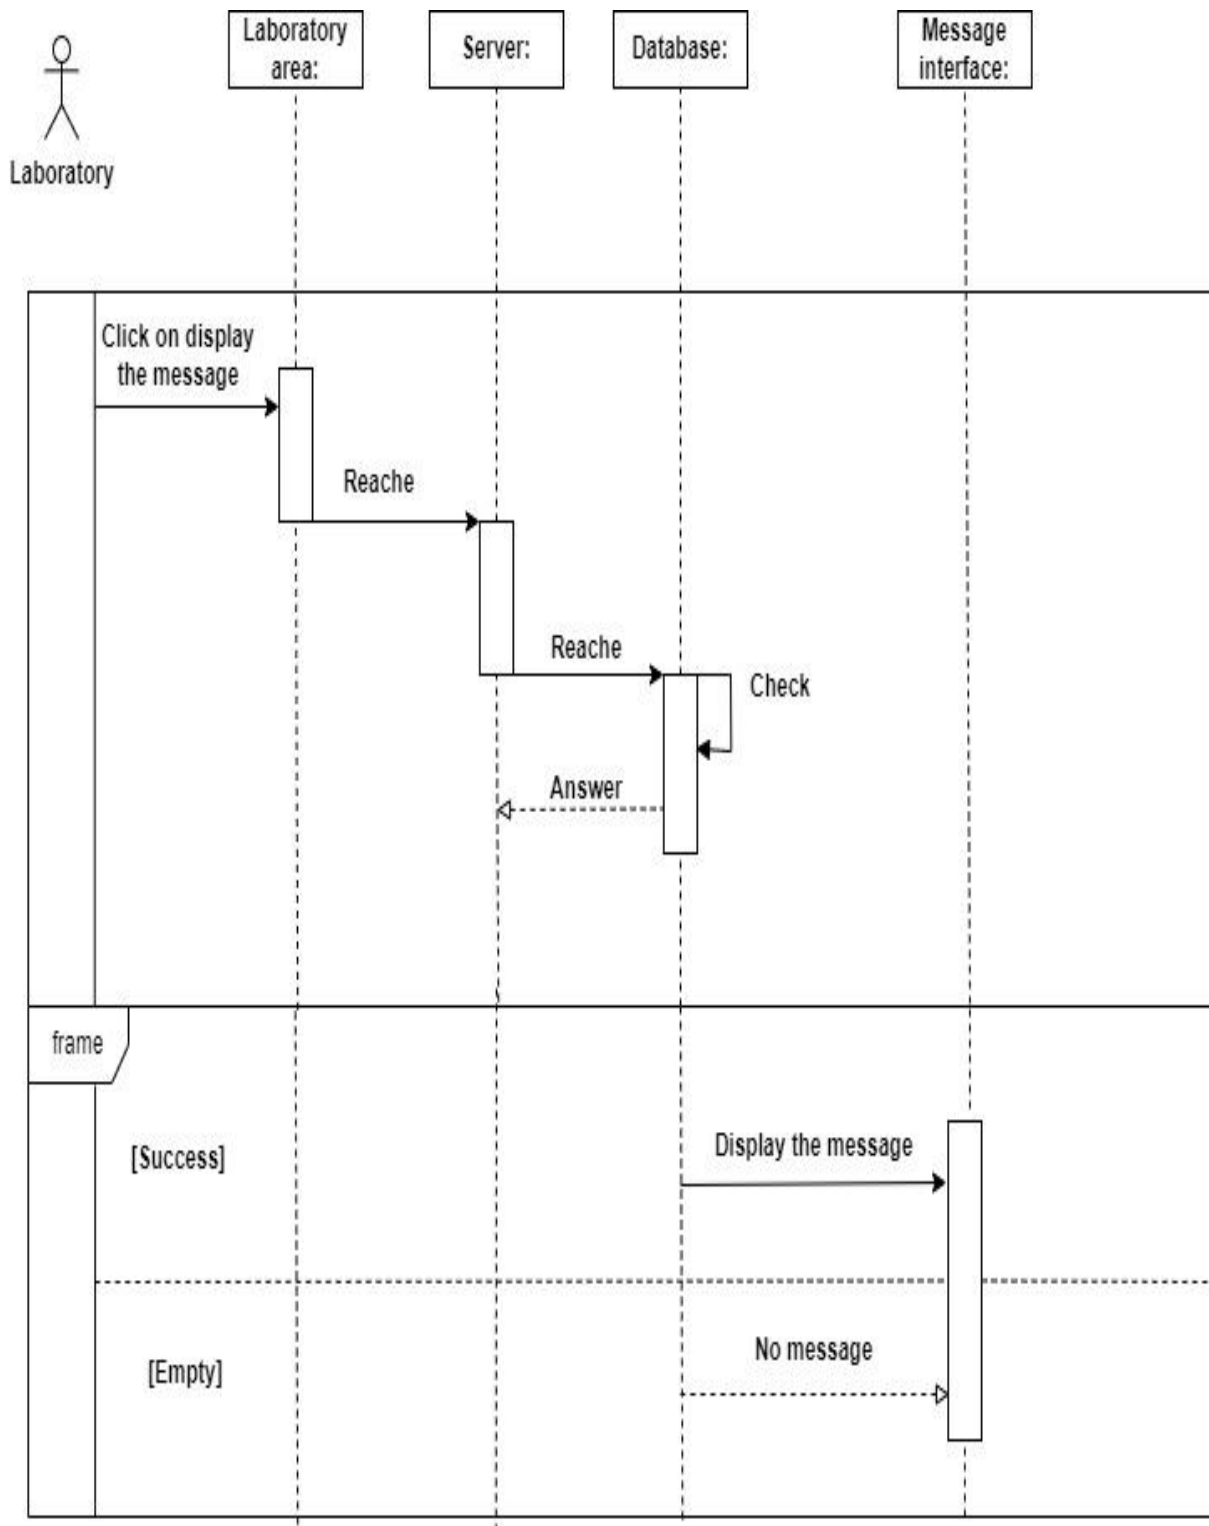 Laboratory
area:
Server:
Database:
Message
interface:
Laboratory
Click on display
the message
Reache
Reache
Check
Answer
frame
[Success]
Display the message
No message
[Empty]